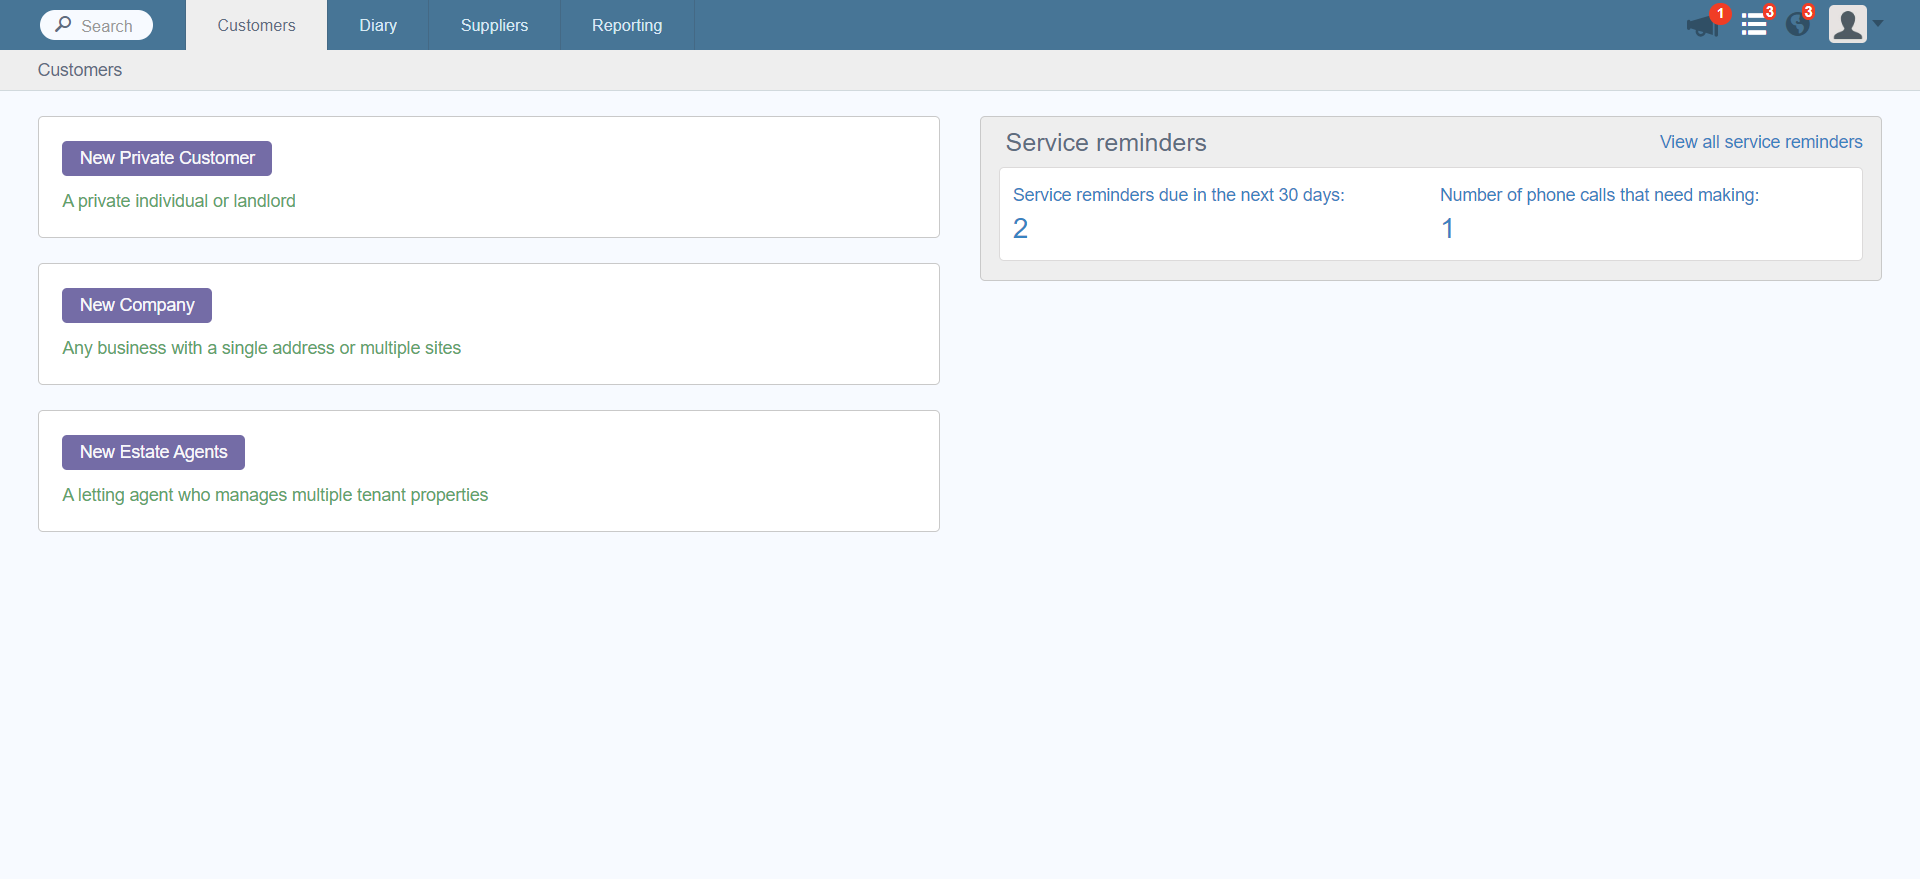 Search
Customers
Diary
Suppliers
Reporting
1
3
3
Customers
New Private Customer
A private individual or landlord
New Company
Any business with a single address or multiple sites
New Estate Agents
A letting agent who manages multiple tenant properties
Service reminders
View all service reminders
Service reminders due in the next 30 days:
2
Number of phone calls that need making:
1